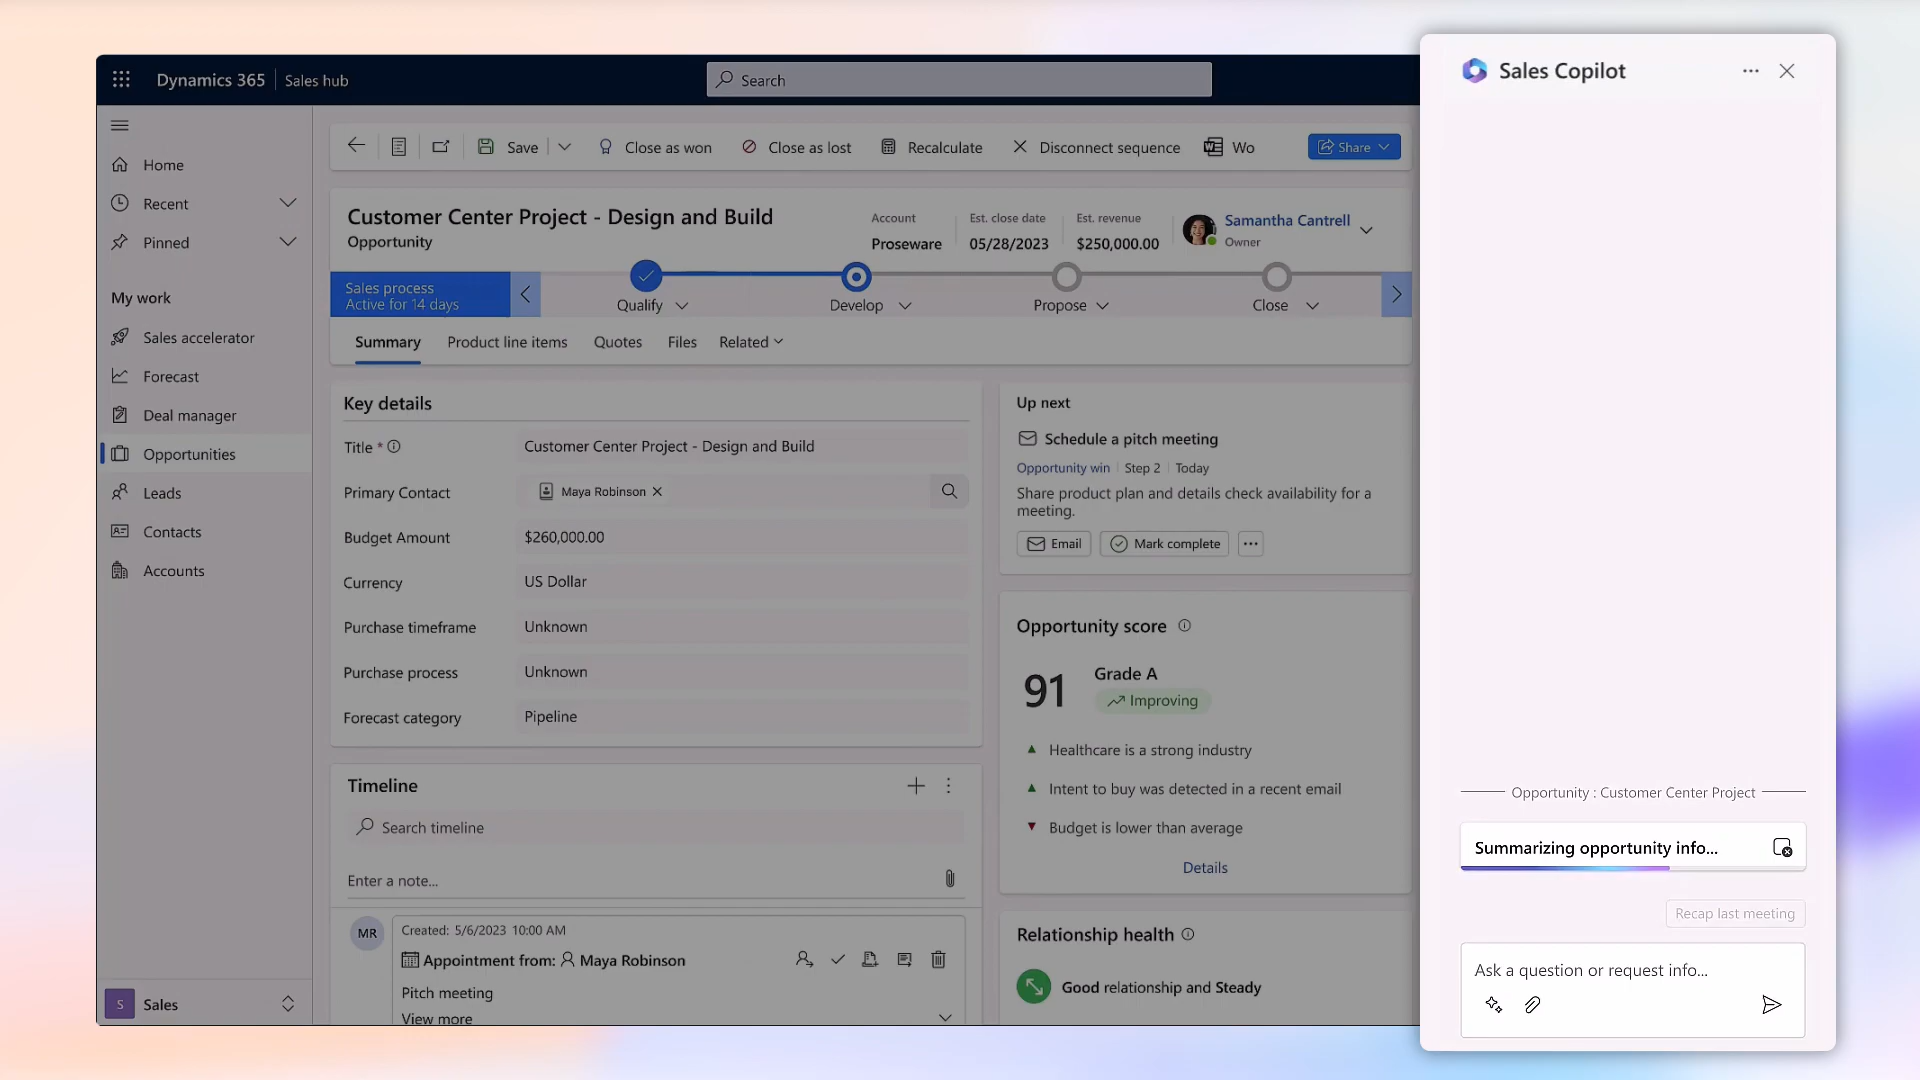 Dynamics 365
Sales hub
Search
Save
Close as won
Close as lost
Recalculate
Disconnect sequence
Wo
Share
Home
Recent
Pinned
My work
Sales accelerator
Forecast
Deal manager
Opportunities
Leads
Contacts
Accounts
S
Sales
Customer Center Project - Design and Build
Opportunity
Account
Proseware
Est. close date
05/28/2023
Est. revenue
$250,000.00
Samantha Cantrell
Owner
Sales process
Active for 14 days
Qualify
Develop
Propose
Close
Summary
Product line items
Quotes
Files
Related
Key details
Title *
Customer Center Project - Design and Build
Primary Contact
Maya Robinson
Budget Amount
$260,000.00
Currency
US Dollar
Purchase timeframe
Unknown
Purchase process
Unknown
Forecast category
Pipeline
Timeline
Search timeline
Enter a note...
MR
Created: 5/6/2023 10:00 AM
Appointment from: Maya Robinson
Pitch meeting
View more
Up next
Schedule a pitch meeting
Opportunity win
Step 2
Today
Share product plan and details check availability for a
meeting.
Email
Mark complete
Opportunity score
91
Grade A
Improving
Healthcare is a strong industry
Intent to buy was detected in a recent email
Budget is lower than average
Details
Relationship health
Good relationship and Steady
Sales Copilot
Opportunity : Customer Center Project
Summarizing opportunity info...
Recap last meeting
Ask a question or request info...